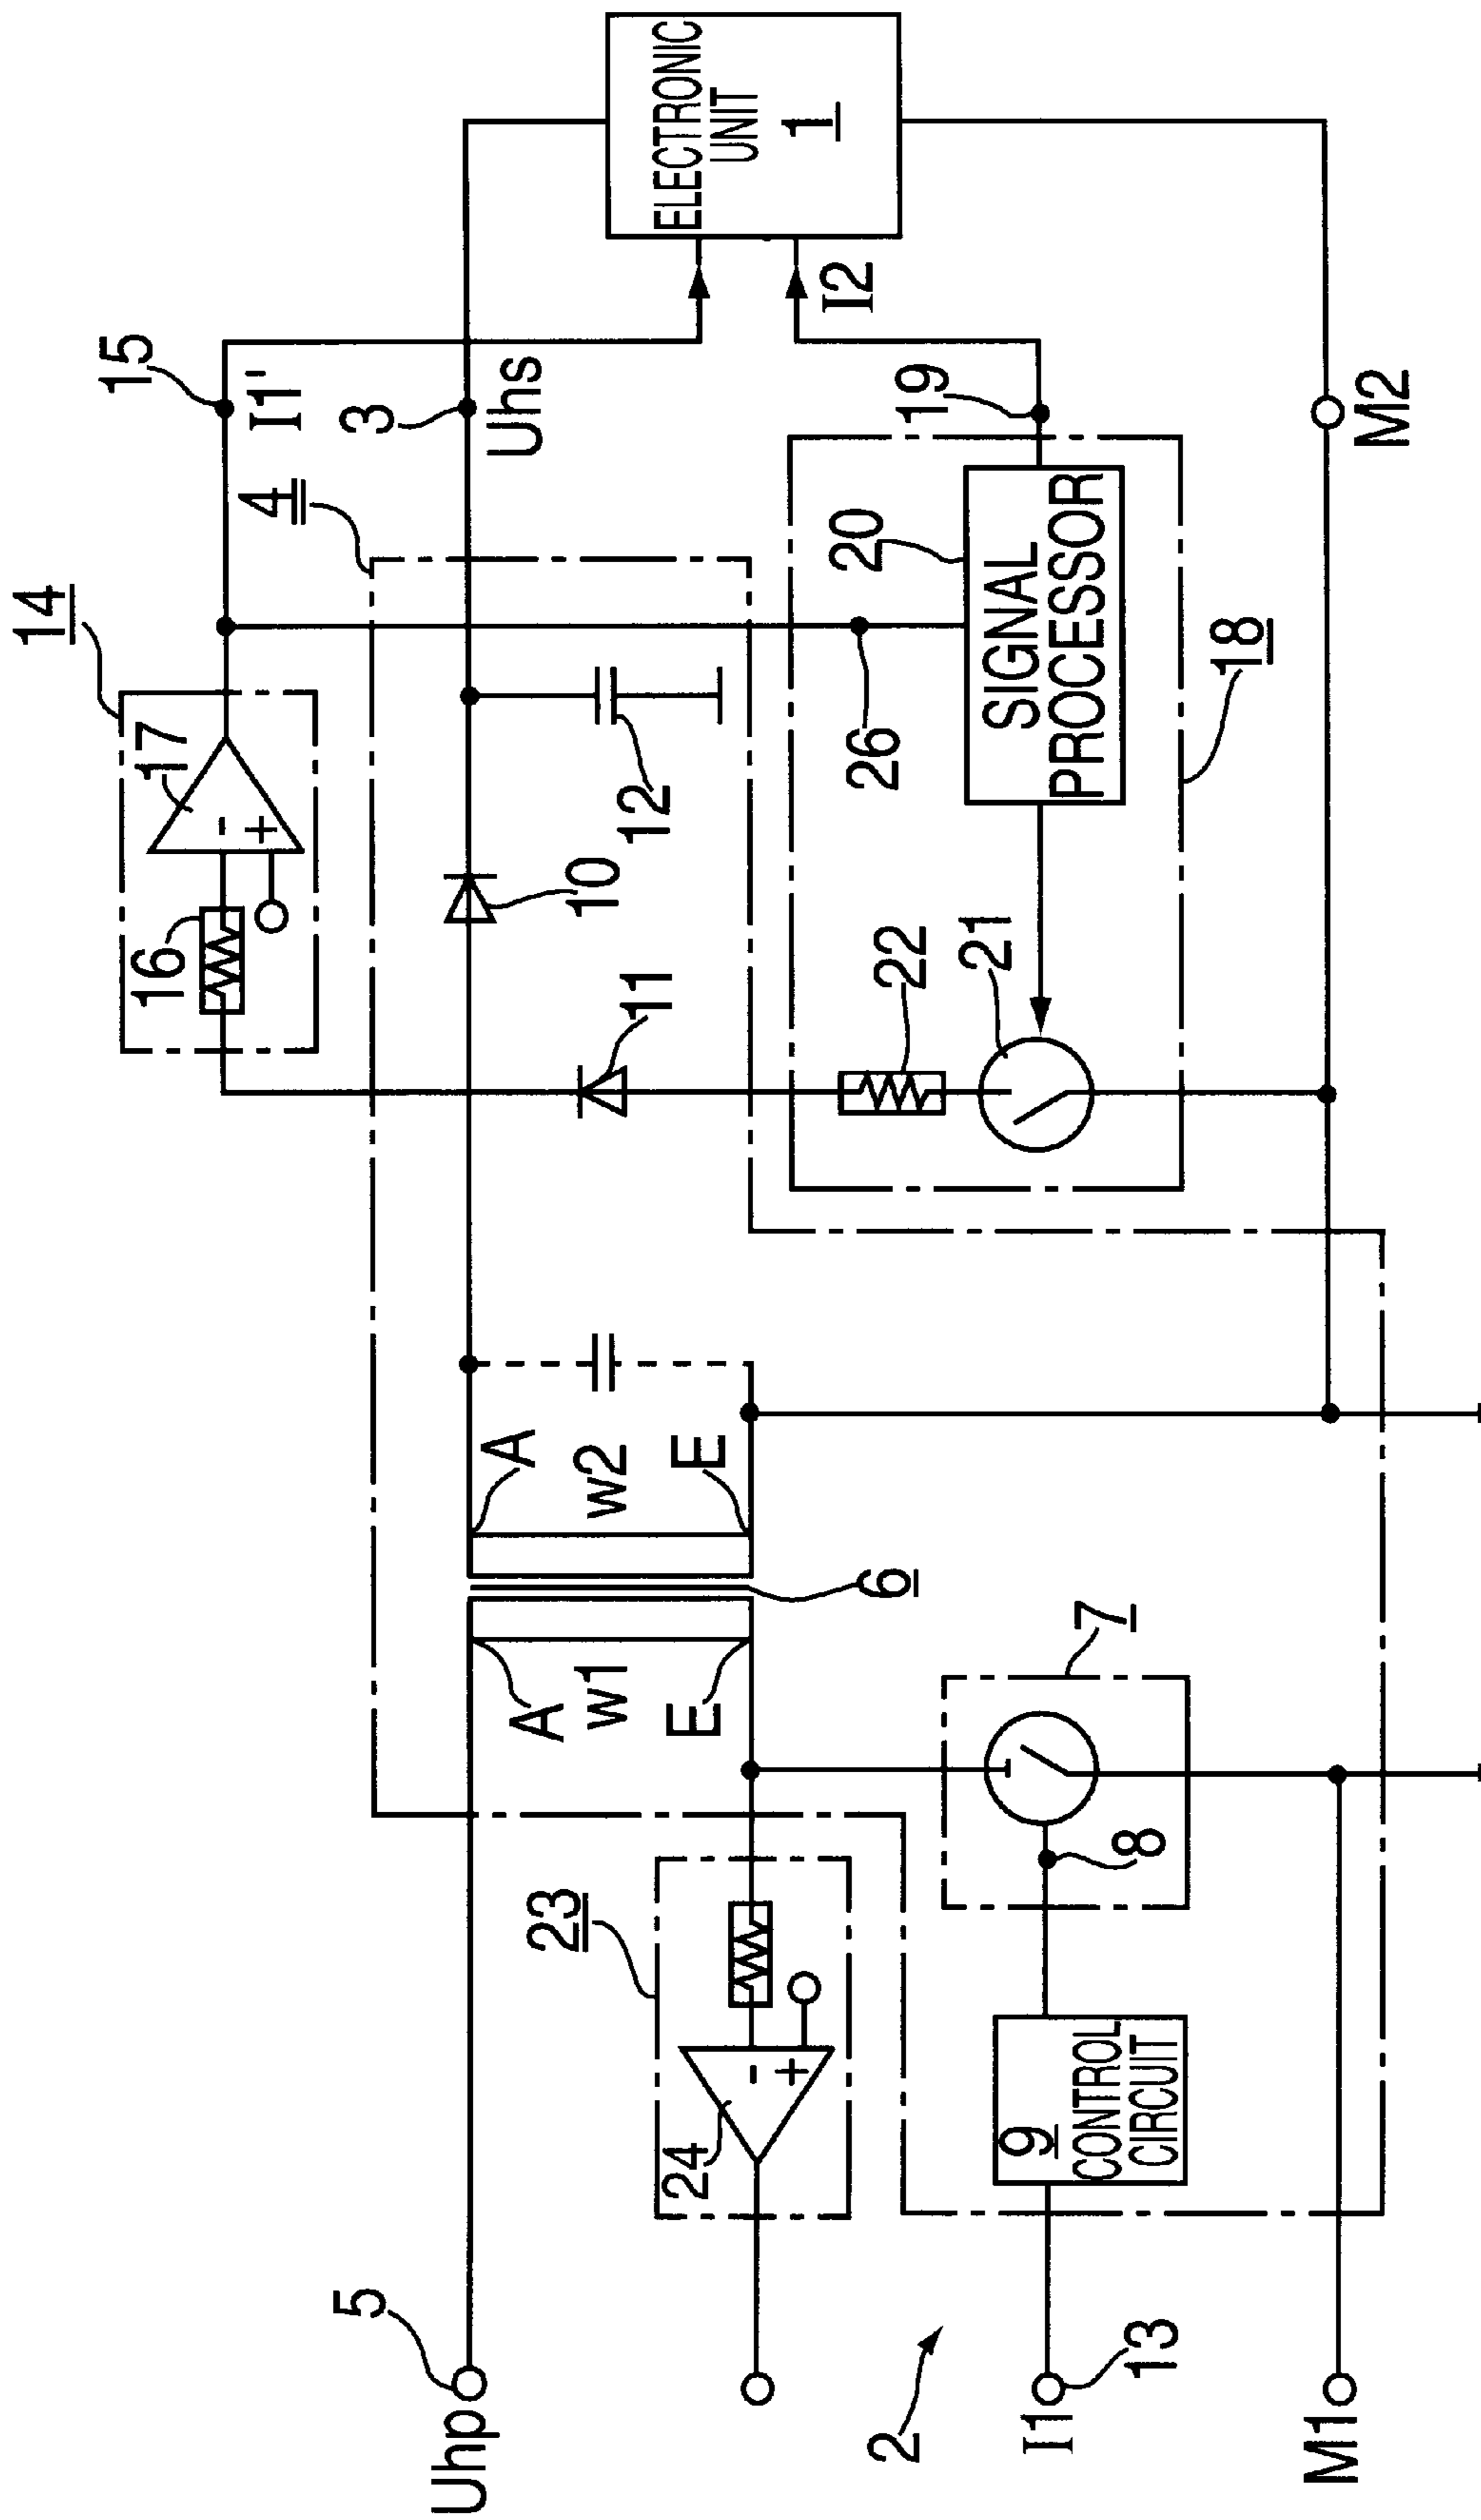 14
15
16
17
-
+
I1'
4
5
3
Uhp
Uhs
A
A
23
10
w1
w2
11
12
24
E
E
ELECTRONIC
UNIT
1
-
+
6
I2
20
26
22
19
2
21
9
CONTROL
CIRCUIT
8
7
SIGNAL
PROCESSOR
18
I1
13
M1
M2